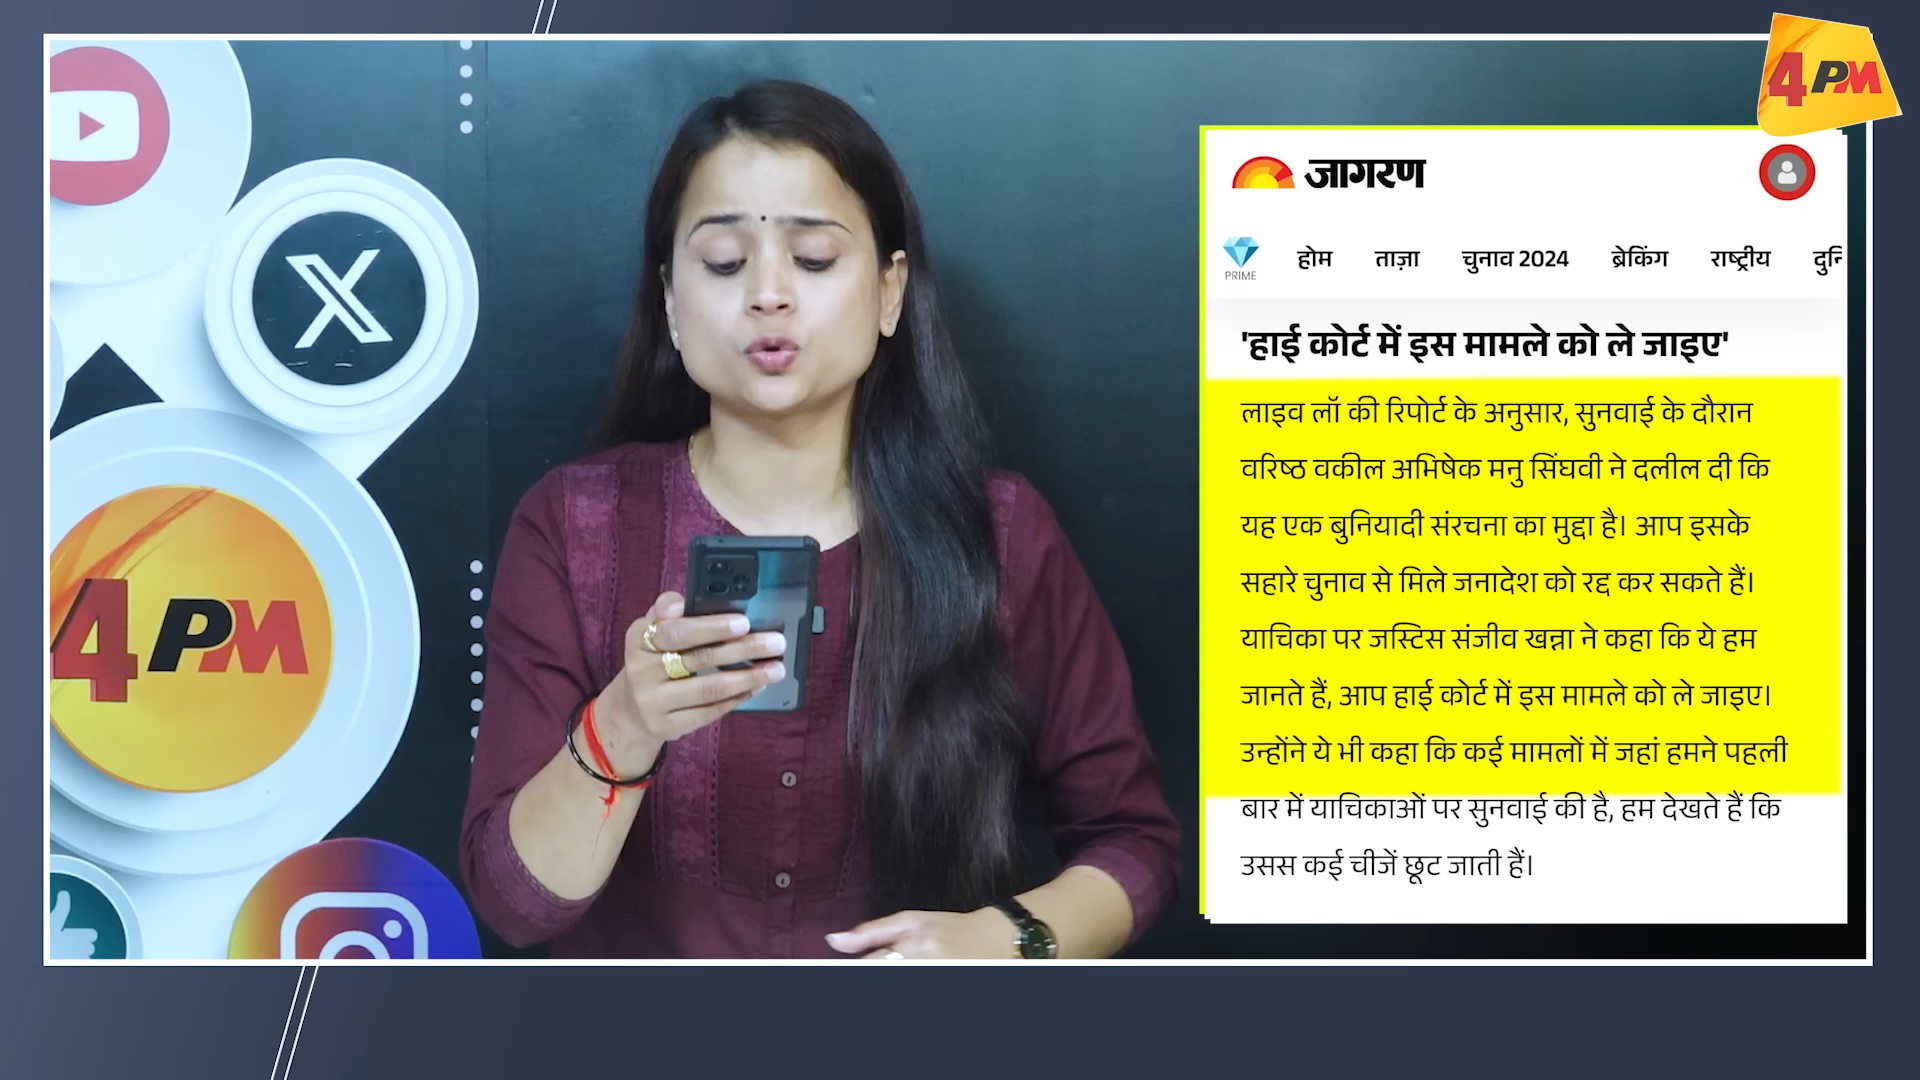 4PM
X
4PM
जागरण
PRIME
होम ताज़ा चुनाव 2024 ब्रेकिंग राष्ट्रीय
'हाई कोर्ट में इस मामले को ले जाइए'
लाइव लॉ की रिपोर्ट के अनुसार, सुनवाई के दौरान
वरिष्ठ वकील अभिषेक मनु सिंघवी ने दलील दी कि
यह एक बुनियादी संरचना का मुद्दा है। आप इसके
सहारे चुनाव से मिले जनादेश को रद्द कर सकते हैं।
याचिका पर जस्टिस संजीव खन्ना ने कहा कि ये हम
जानते हैं, आप हाई कोर्ट में इस मामले को ले जाइए।
उन्होंने ये भी कहा कि कई मामलों में जहां हमने पहली
बार में याचिकाओं पर सुनवाई की है, हम देखते हैं कि
उसस कई चीजें छूट जाती हैं।